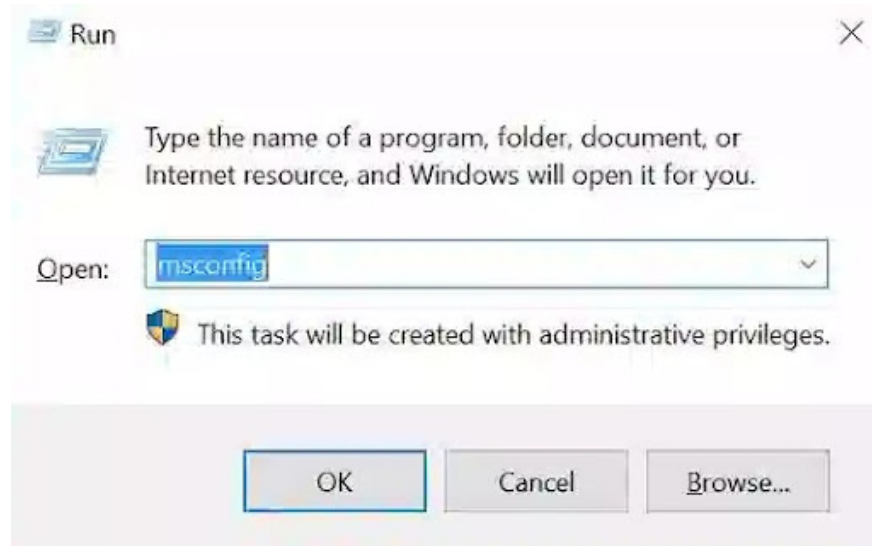 Run
Type the name of a program, folder, document, or
Internet resource, and Windows will open it for you.
Open: msconfig
This task will be created with administrative privileges.
OK Cancel Browse...